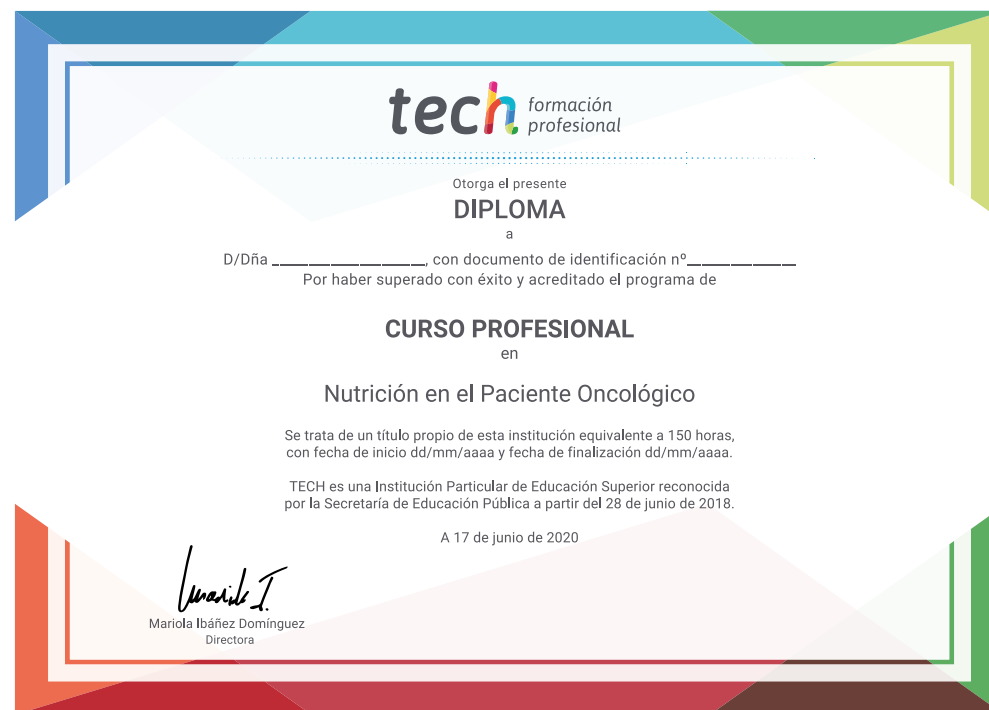 tech formación
profesional
Otorga el presente
DIPLOMA
a
D/Dña ____________________, con documento de identificación nº______________
Por haber superado con éxito y acreditado el programa de
CURSO PROFESIONAL
en
Nutrición en el Paciente Oncológico
Se trata de un título propio de esta institución equivalente a 150 horas,
con fecha de inicio dd/mm/aaaa y fecha de finalización dd/mm/aaaa.
TECH es una Institución Particular de Educación Superior reconocida
por la Secretaría de Educación Pública a partir del 28 de junio de 2018.
A 17 de junio de 2020
Mariola I.
Mariola Ibáñez Domínguez
Directora